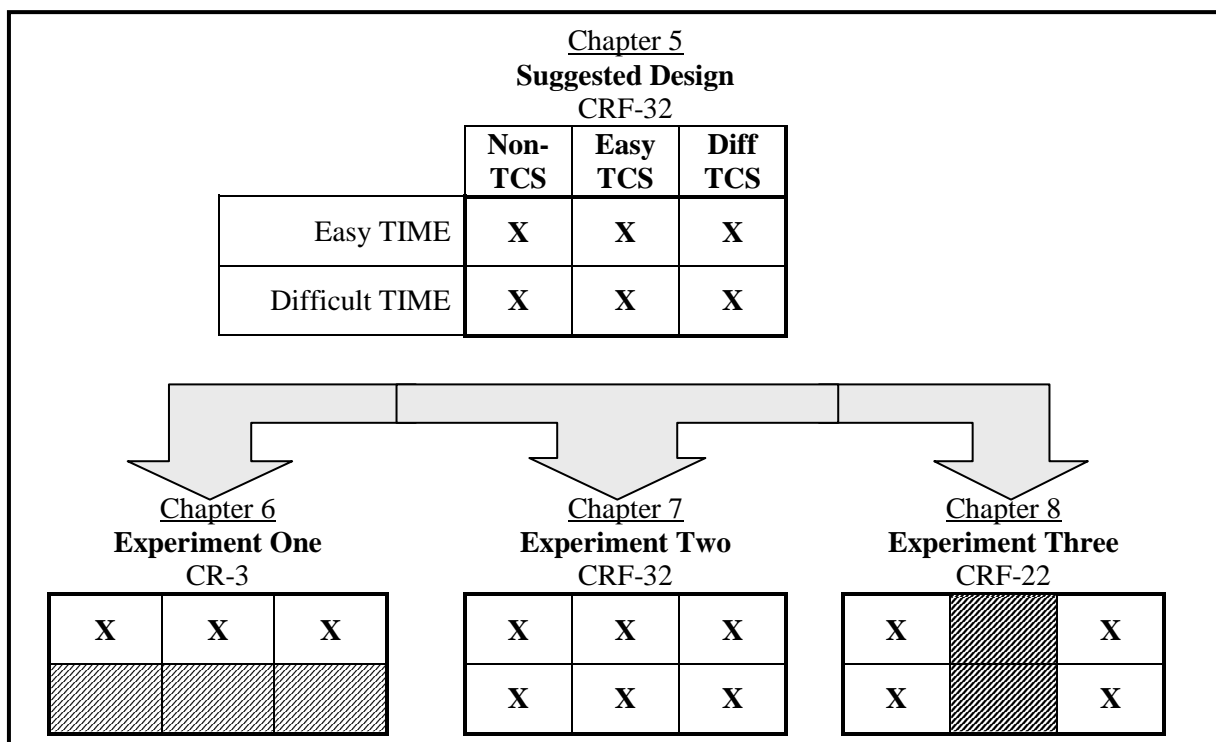 Chapter 5
Suggested Design
CRF-32
Non-TCS Easy TCS Diff TCS
Easy TIME X X X
Difficult TIME X X X
Chapter 6
Experiment One
CR-3
X X X
Chapter 7
Experiment Two
CRF-32
X X X
X X X
Chapter 8
Experiment Three
CRF-22
X X
X X